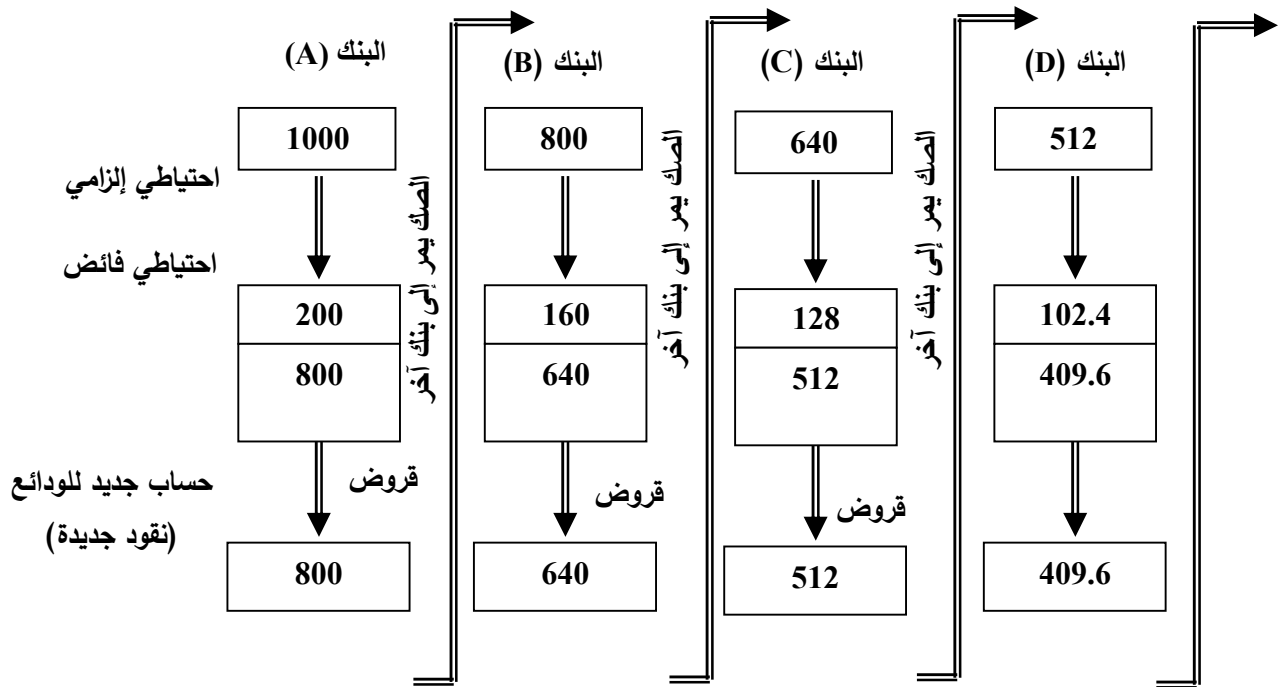 البنك (A)
البنك (B)
البنك (C)
البنك (D)
1000
800
640
512
احتياطي إلزامي
احتياطي فائض
الصك يمر إلى بنك آخر
الصك يمر إلى بنك آخر
الصك يمر إلى بنك آخر
200
160
128
102.4
800
640
512
409.6
قروض
قروض
قروض
حساب جديد للودائع
(نقود جديدة)
800
640
512
409.6